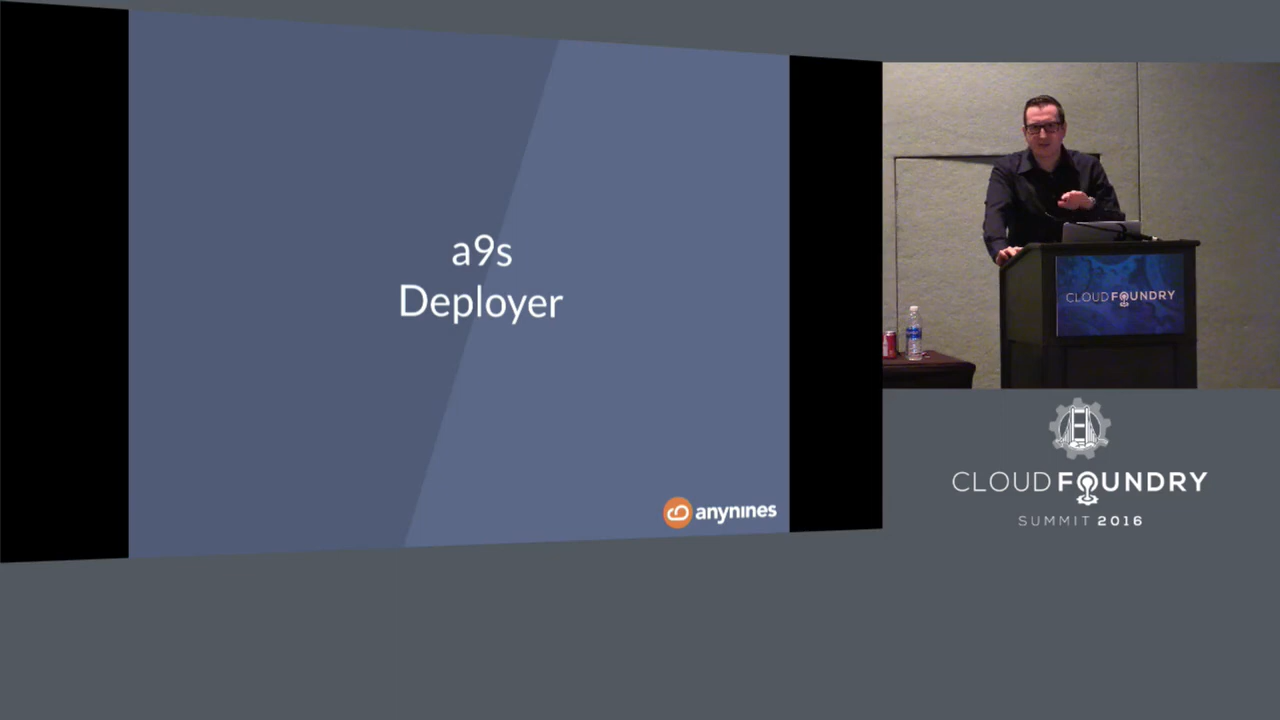 a9s
Deployer
anynines
CLOUD FOUNDRY
CLOUD FOUNDRY
SUMMIT 2016